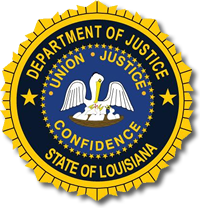 DEPARTMENT OF JUSTICE
UNION · JUSTICE
CONFIDENCE
STATE OF LOUISIANA